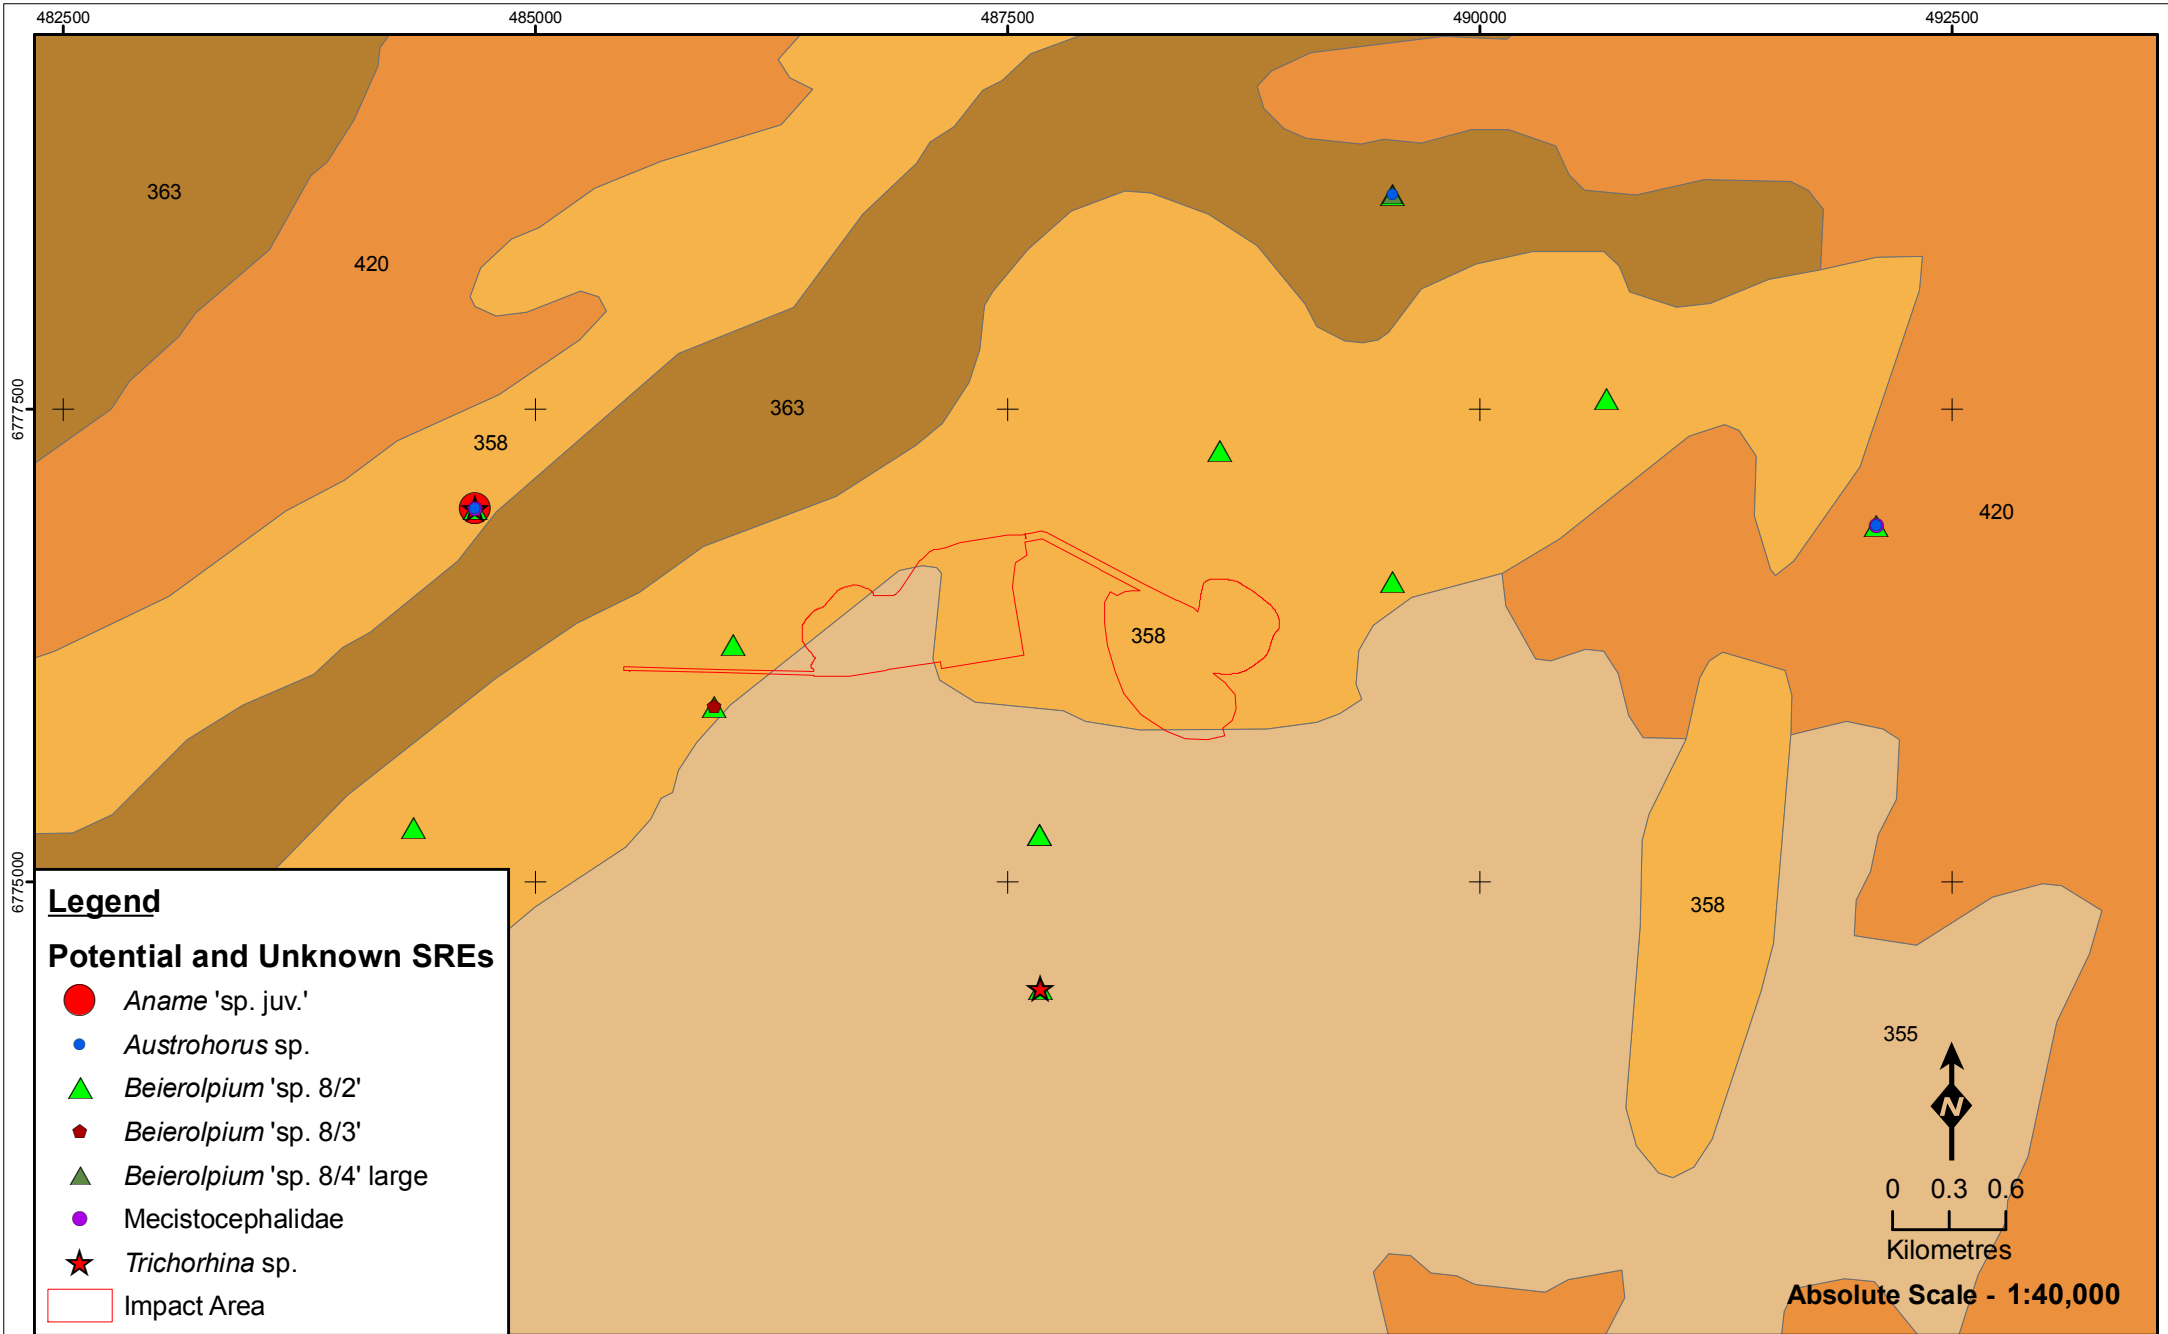 482500 485000 487500 490000 492500
363
420
6677500
363
358
420
358
6675000
358
355
N
0 0.3 0.6
Kilometres
Absolute Scale - 1:40,000
Legend
Potential and Unknown SREs
Aname 'sp. juv.'
Austrohorus sp.
Beierolpium 'sp. 8/2'
Beierolpium 'sp. 8/3'
Beierolpium 'sp. 8/4' large
Mecistocephalidae
Trichorhina sp.
Impact Area